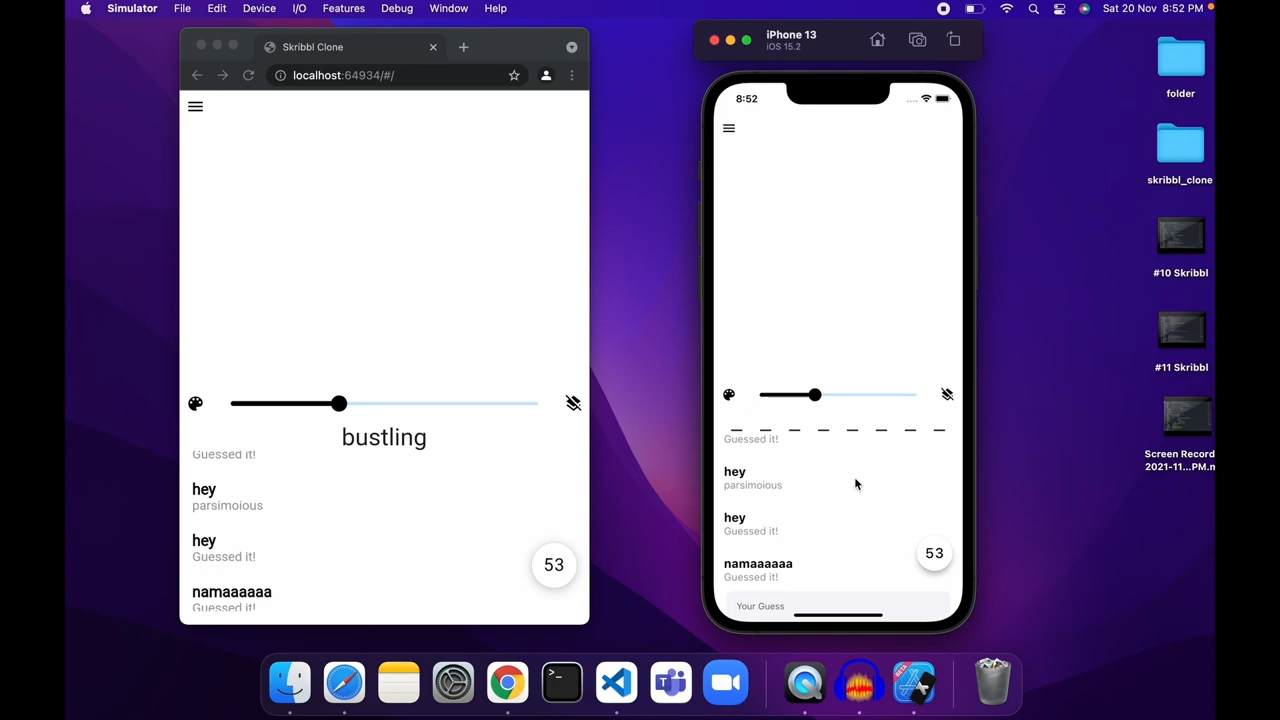 Simulator File Edit Device I/O Features Debug Window Help Sat 20 Nov 8:52 PM
Skribbl Clone
localhost:64934/#/
bustling
Guessed it!
hey
parsimoious
hey
Guessed it!
namaaaaaa
Guessed it!
53
iPhone 13
iOS 15.2
8:52
_ _ _ _ _ _ _ _
Guessed it!
hey
parsimoious
hey
Guessed it!
namaaaaaa
Guessed it!
53
Your Guess
folder
skribbl_clone
#10 Skribbl
#11 Skribbl
Screen Record
2021-11...PM.m
BETA